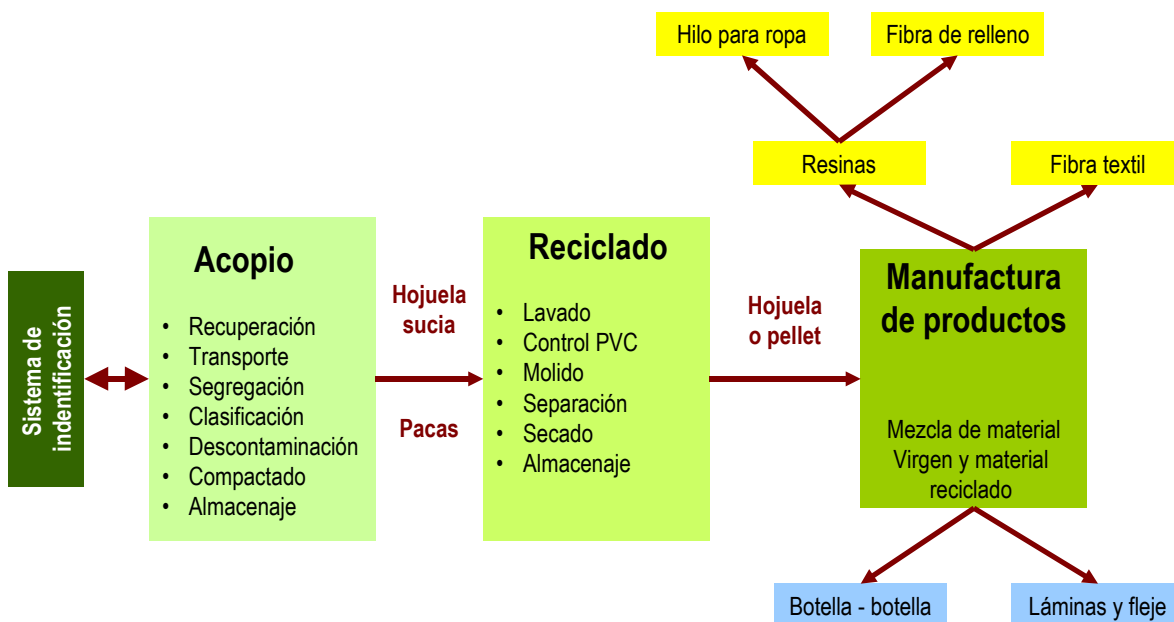 Hilo para ropa
Fibra de relleno
Resinas
Fibra textil
Sistema de
indentificación
Acopio
• Recuperación
• Transporte
• Segregación
• Clasificación
• Descontaminación
• Compactado
• Almacenaje
Hojuela
sucia
Pacas
Reciclado
• Lavado
• Control PVC
• Molido
• Separación
• Secado
• Almacenaje
Hojuela
o pellet
Manufactura
de productos
Mezcla de material
Virgen y material
reciclado
Botella - botella
Láminas y fleje